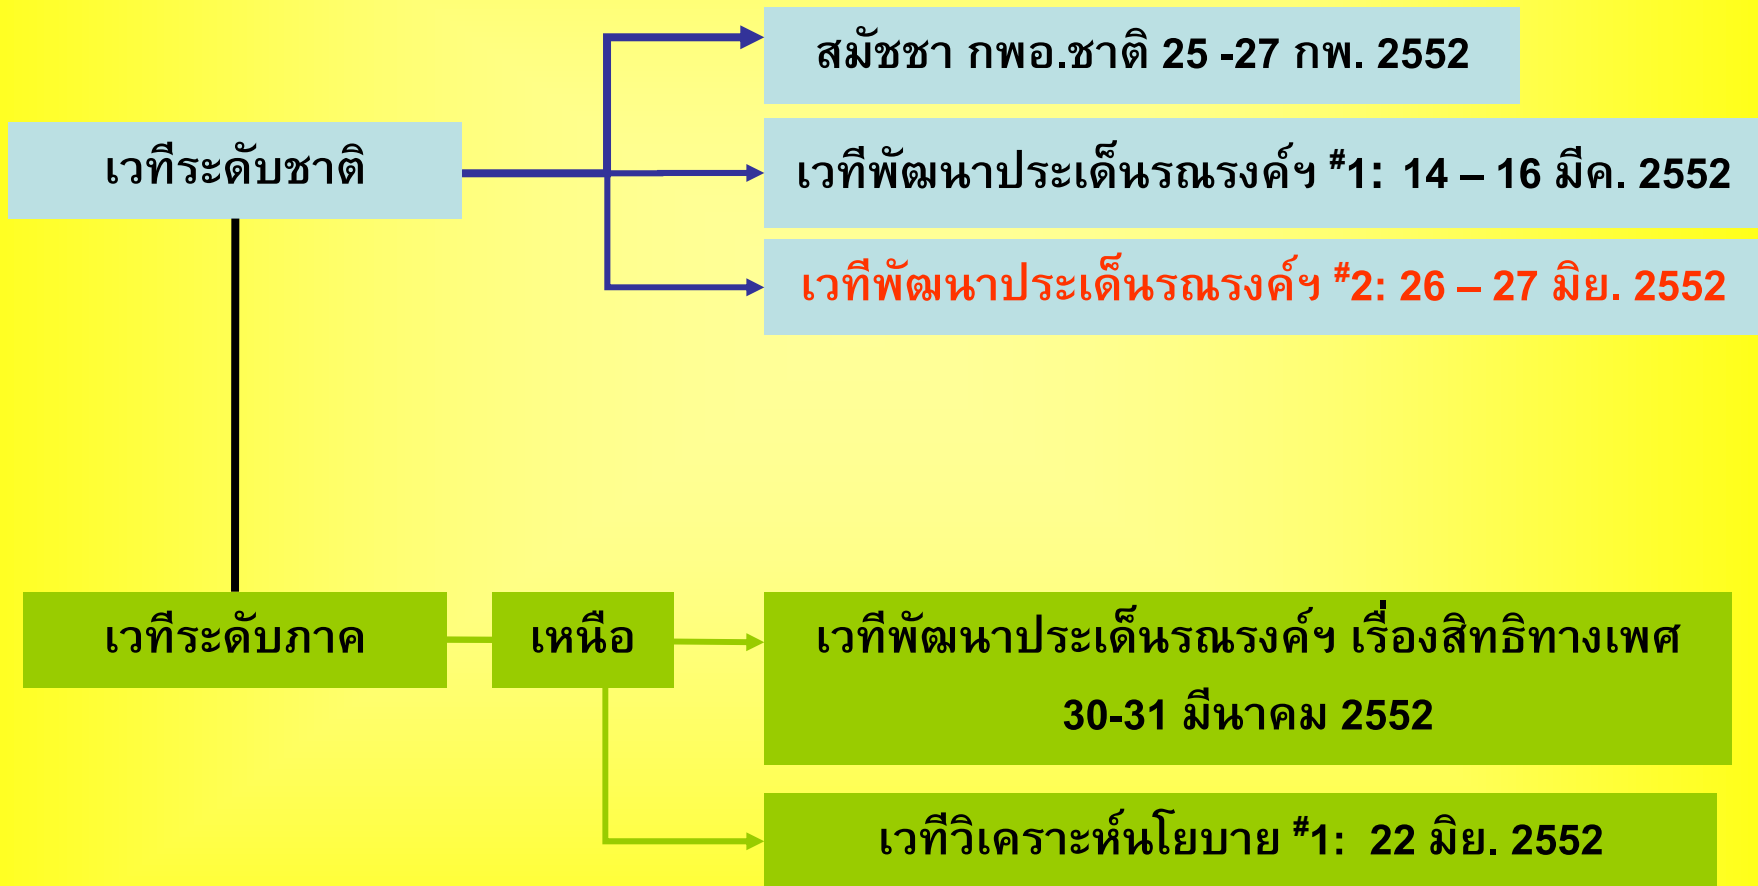 สมัชชา กพอ.ชาติ 25 -27 กพ. 2552
เวทีระดับชาติ
เวทีพัฒนาประเด็นรณรงค์ฯ #1: 14 – 16 มีค. 2552
เวทีพัฒนาประเด็นรณรงค์ฯ #2: 26 – 27 มิย. 2552
เวทีระดับภาค
เหนือ
เวทีพัฒนาประเด็นรณรงค์ฯ เรื่องสิทธิทางเพศ
30-31 มีนาคม 2552
เวทีวิเคราะห์นโยบาย #1: 22 มิย. 2552